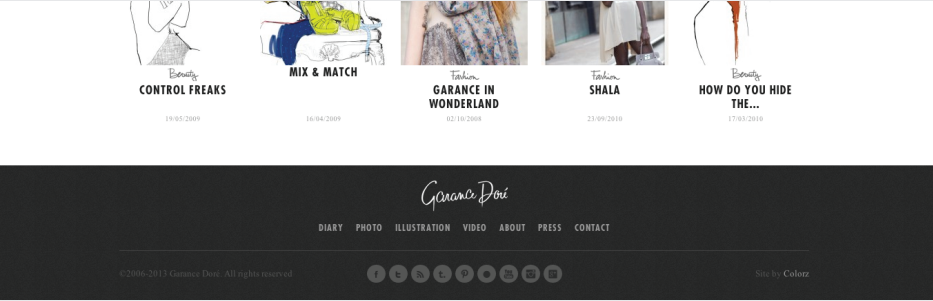 Beauty
CONTROL FREAKS
19/05/2009
MIX & MATCH
16/04/2009
Fashion
GARANCE IN
WONDERLAND
02/10/2008
Fashion
SHALA
23/09/2010
Beauty
HOW DO YOU HIDE
THE...
17/03/2010
Garance Doré
DIARY PHOTO ILLUSTRATION VIDEO ABOUT PRESS CONTACT
©2006-2013 Garance Doré. All rights reserved
Site by Colorz